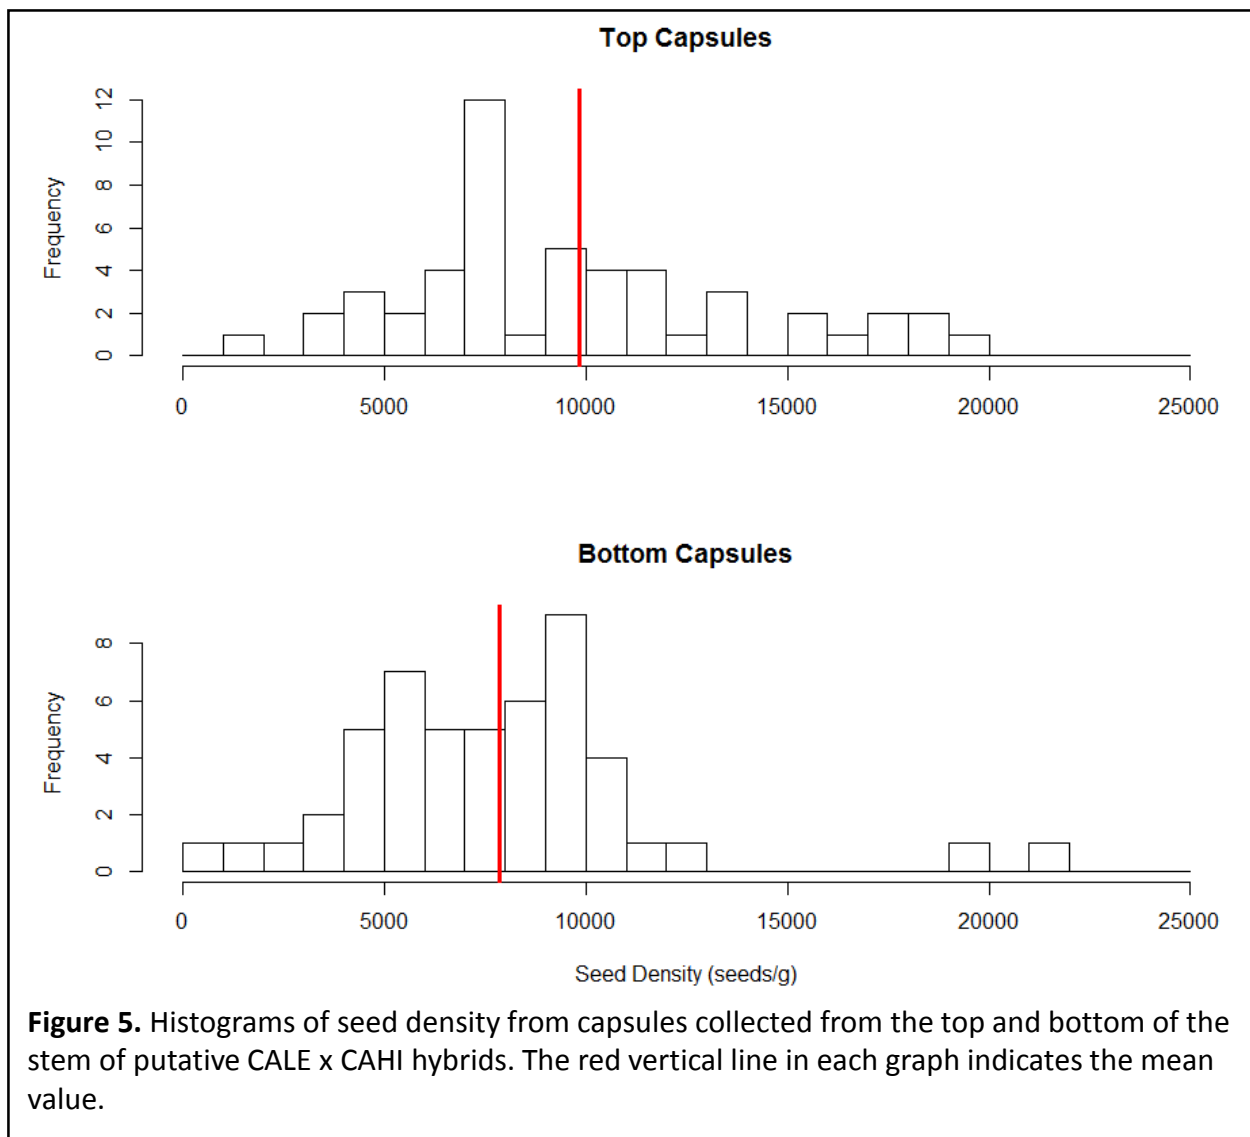 Top Capsules
Frequency
0 2 4 6 8 10 12
0 5000 10000 15000 20000 25000
Bottom Capsules
Frequency
0 2 4 6 8
0 5000 10000 15000 20000 25000
Seed Density (seeds/g)
Figure 5. Histograms of seed density from capsules collected from the top and bottom of the
stem of putative CALE x CAHI hybrids. The red vertical line in each graph indicates the mean
value.